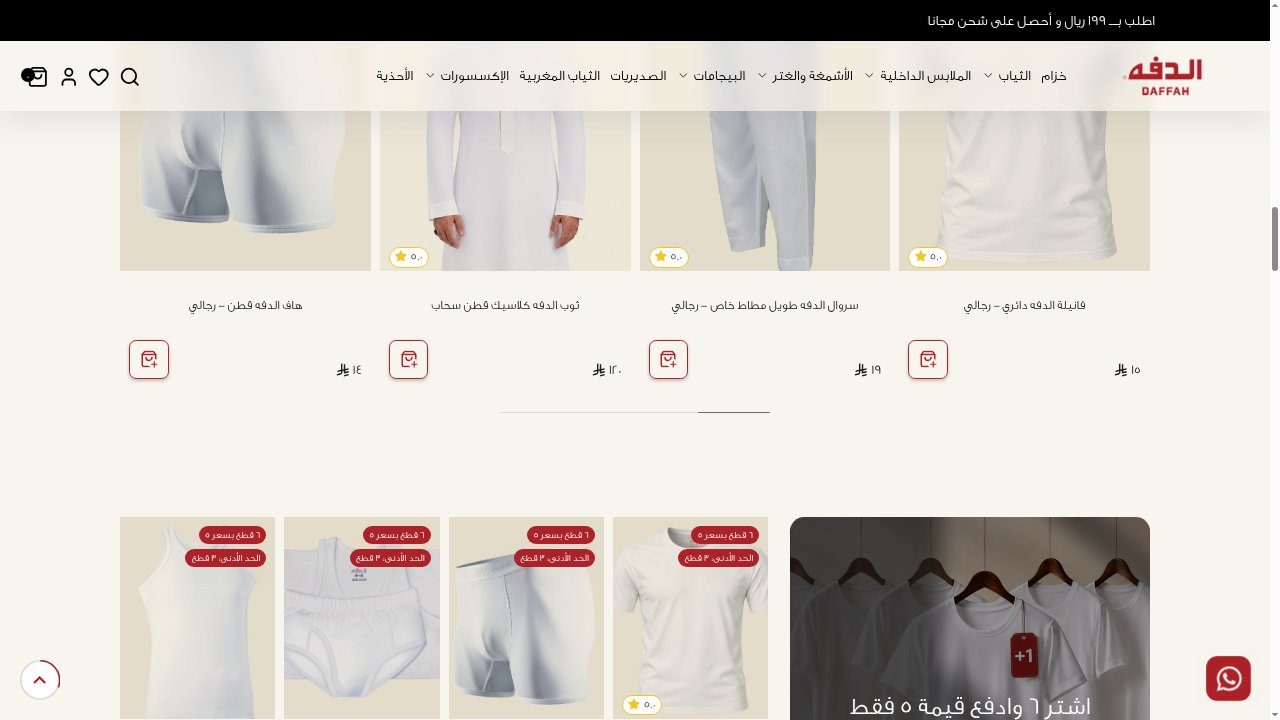 اطلب بـــ ١٩٩ ريال و أحصل على شحن مجانا
الدفه
DAFFAH
خزام
الثياب
الملابس الداخلية
الأشمغة والغتر
البيجامات
الصديريات
الثياب المغربية
الإكسسوارات
الأحذية
٥.٠
٥.٠
٥.٠
فانيلة الدفه دائري - رجالي
سروال الدفه طويل مطاط خاص - رجالي
ثوب الدفه كلاسيك قطن سحاب
هاف الدفه قطن - رجالي
١٥
١٩
١٢٠
١٤
+1
اشتر ٦ وادفع قيمة ٥ فقط
٦ قطع بسعر ٥
الحد الأدنى: ٣ قطع
٥.٠
٦ قطع بسعر ٥
الحد الأدنى: ٣ قطع
٦ قطع بسعر ٥
الحد الأدنى: ٣ قطع
الدفه
٦ قطع بسعر ٥
الحد الأدنى: ٣ قطع